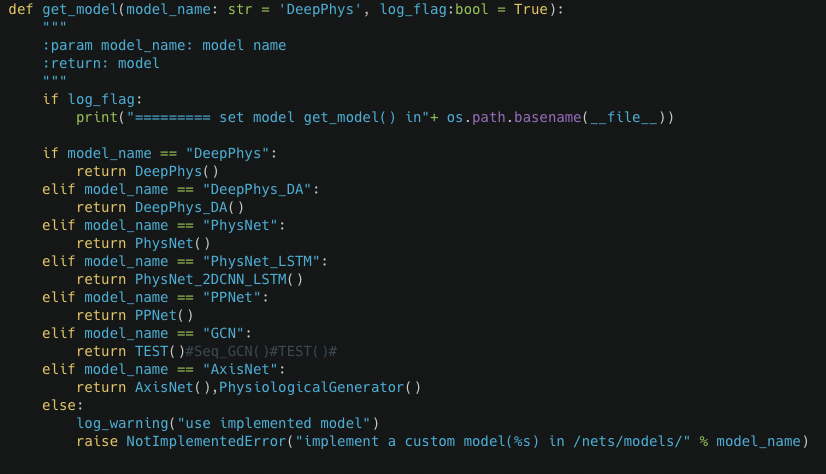 def get_model(model_name: str = 'DeepPhys', log_flag:bool = True):
    """
    :param model_name: model name
    :return: model
    """
    if log_flag:
        print("========= set model get_model() in"+ os.path.basename(__file__))

    if model_name == "DeepPhys":
        return DeepPhys()
    elif model_name == "DeepPhys_DA":
        return DeepPhys_DA()
    elif model_name == "PhysNet":
        return PhysNet()
    elif model_name == "PhysNet_LSTM":
        return PhysNet_2DCNN_LSTM()
    elif model_name == "PPNet":
        return PPNet()
    elif model_name == "GCN":
        return TEST()#Seq_GCN()#TEST()#
    elif model_name == "AxisNet":
        return AxisNet(),PhysiologicalGenerator()
    else:
        log_warning("use implemented model")
        raise NotImplementedError("implement a custom model(%s) in /nets/models/" % model_name)